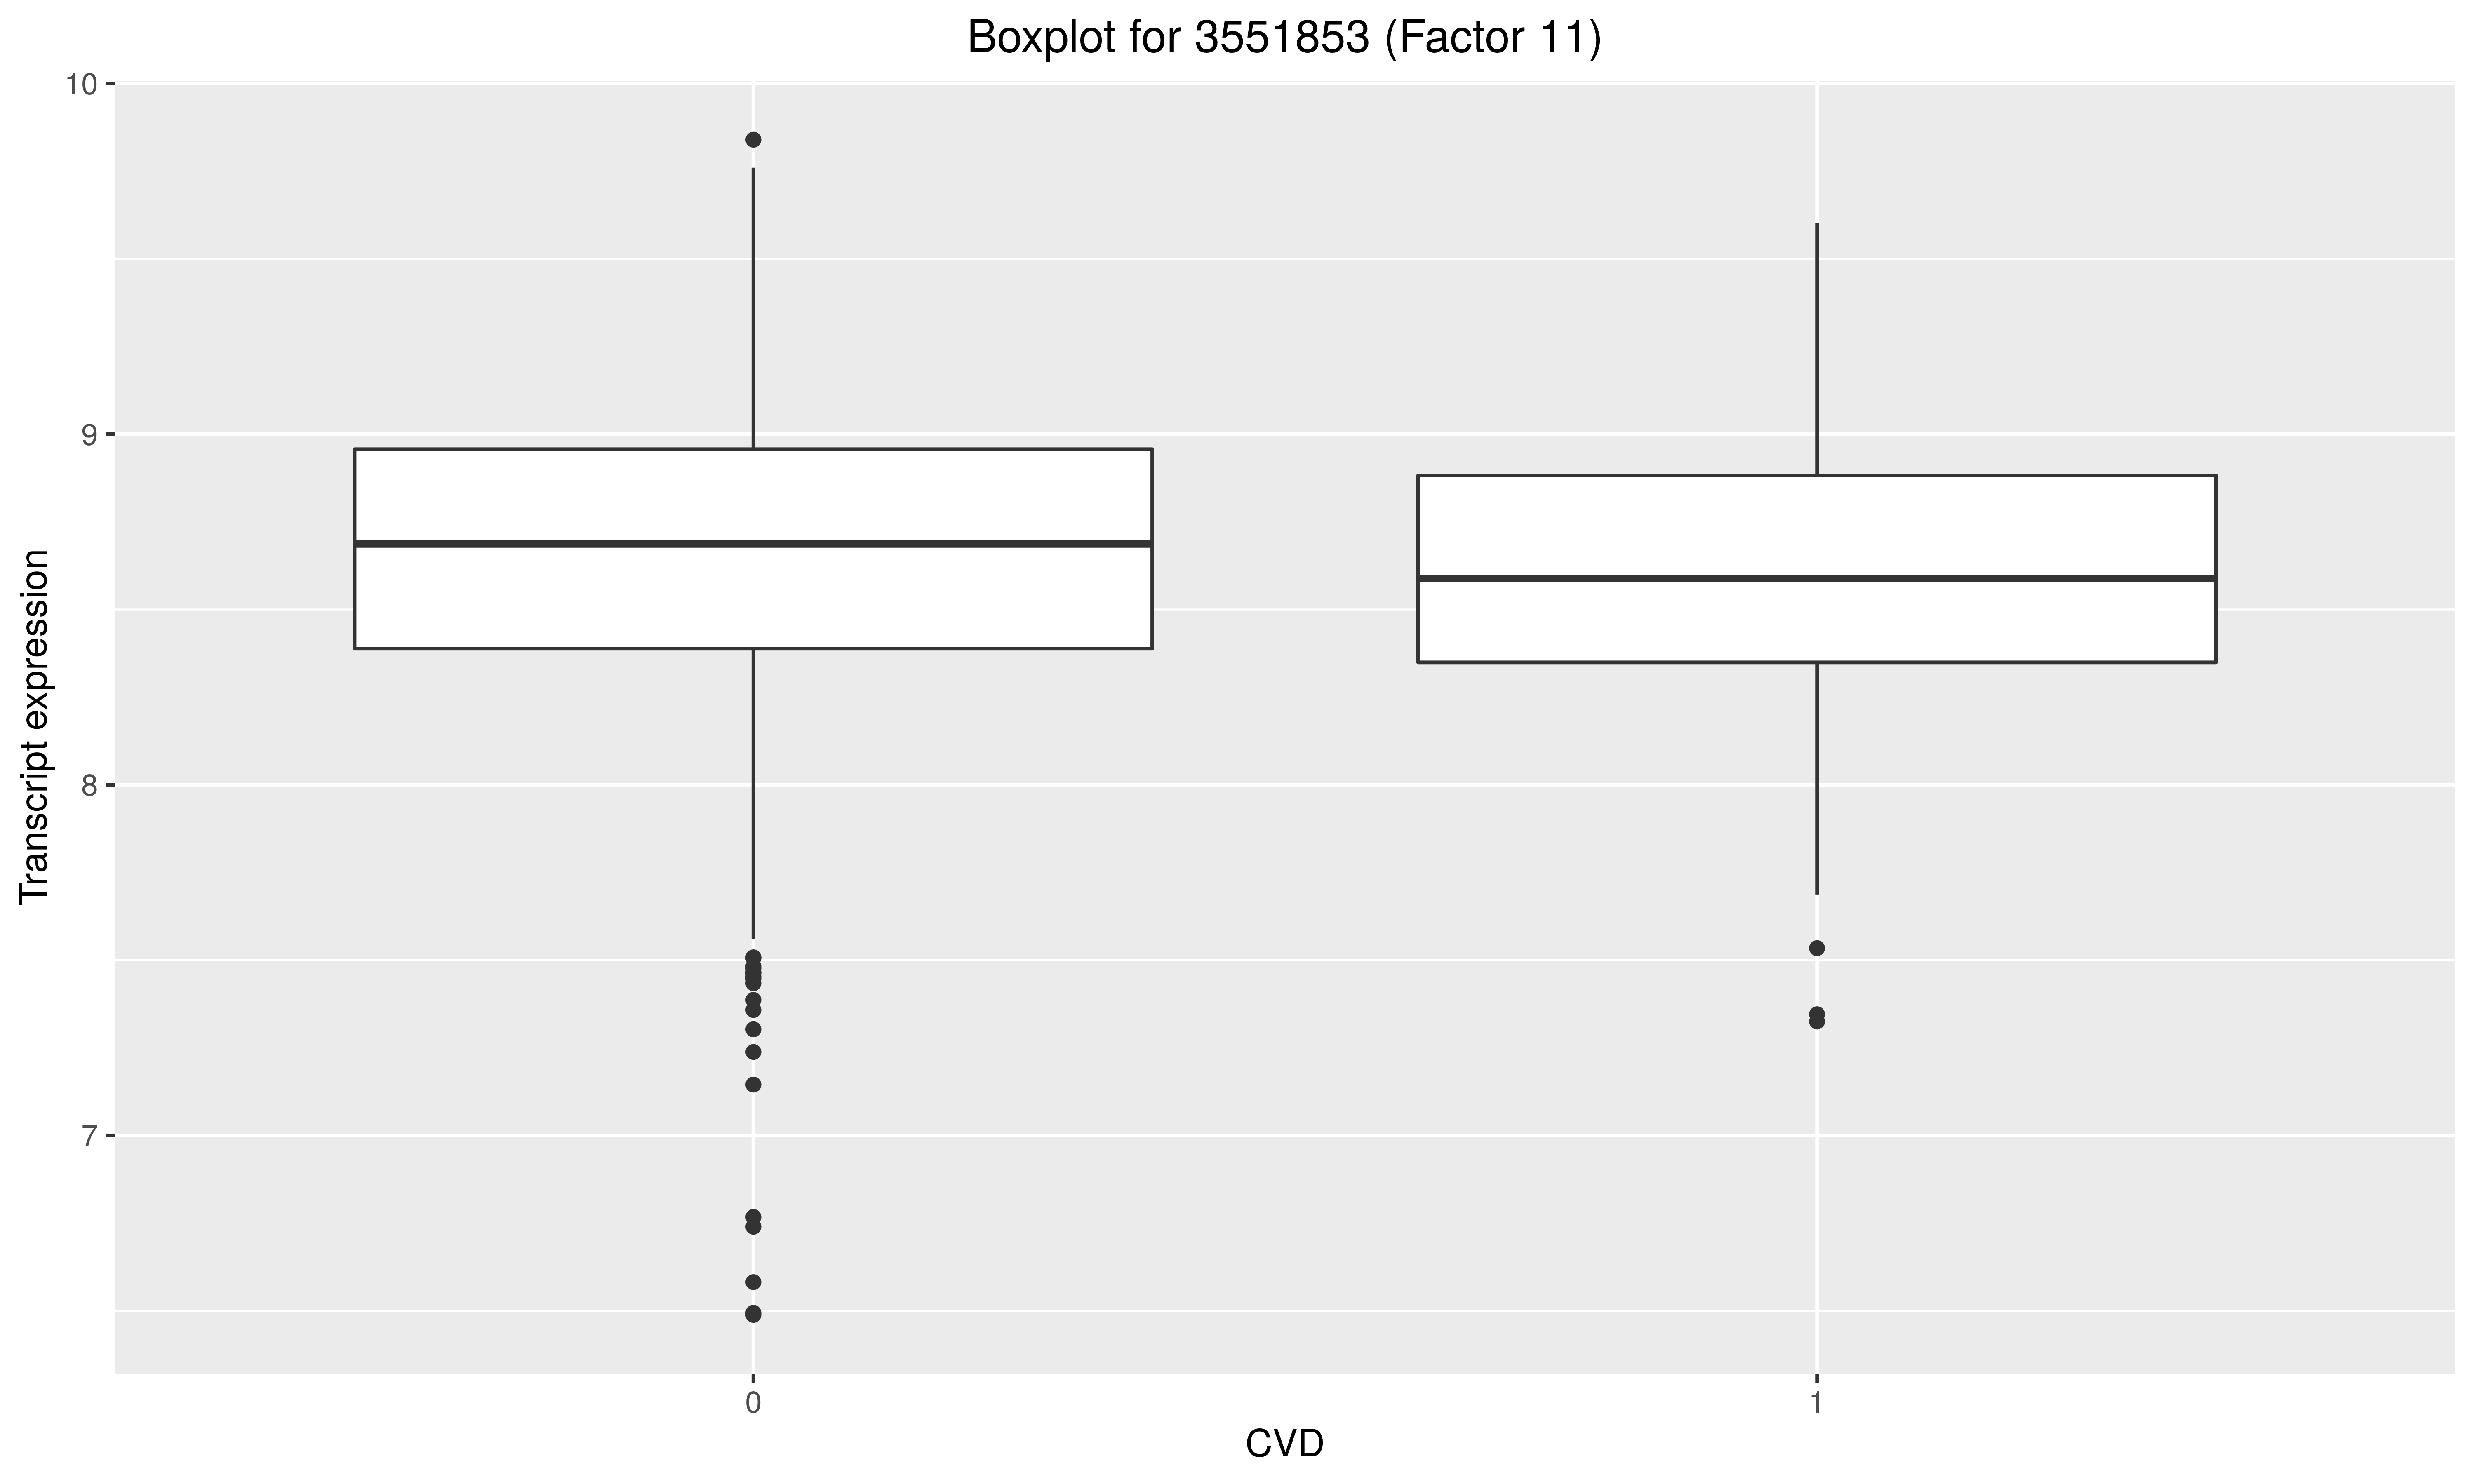 Boxplot for 3551853 (Factor 11)
10
9
8
7
Transcript expression
0
1
CVD